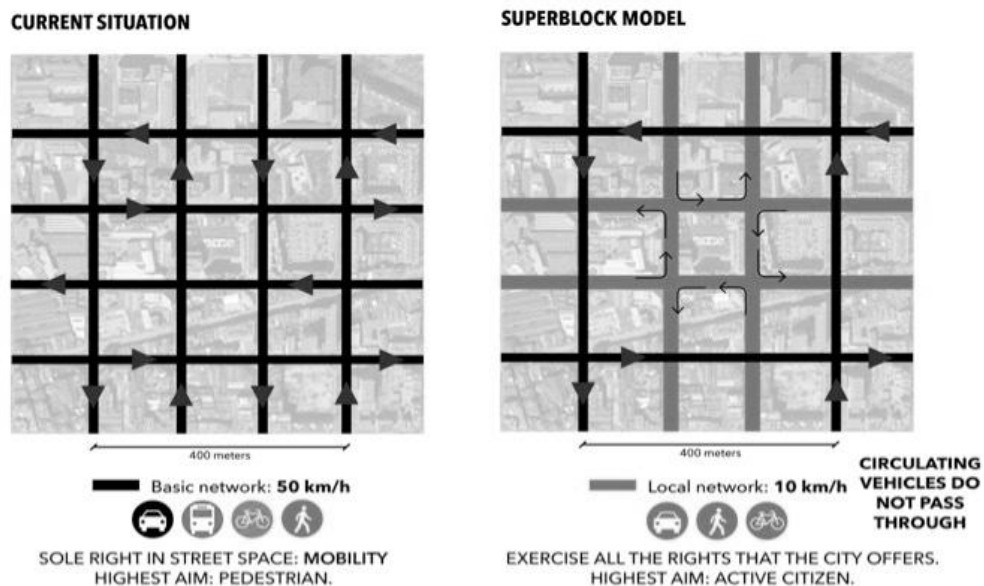 CURRENT SITUATION
400 meters
Basic network: 50 km/h
SOLE RIGHT IN STREET SPACE: MOBILITY
HIGHEST AIM: PEDESTRIAN.
SUPERBLOCK MODEL
400 meters
Local network: 10 km/h
CIRCULATING
VEHICLES DO
NOT PASS
THROUGH
EXERCISE ALL THE RIGHTS THAT THE CITY OFFERS.
HIGHEST AIM: ACTIVE CITIZEN.